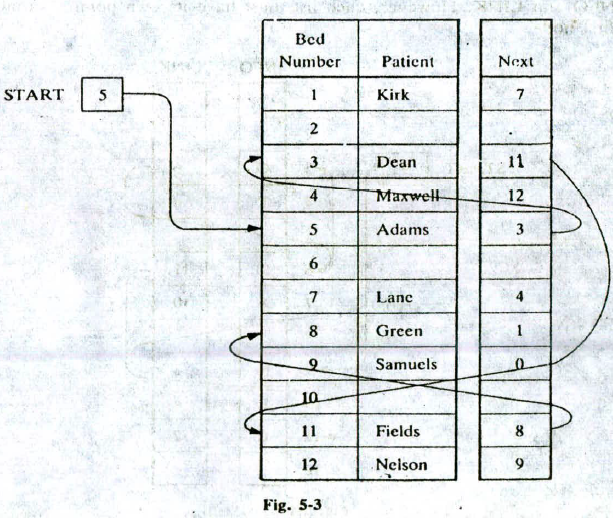 Bed Number Patient Next
START 5
1 Kirk 7
2
3 Dean 11
4 Maxwell 12
5 Adams 3
6
7 Lane 4
8 Green 1
9 Samuels 0
10
11 Fields 8
12 Nelson 9
Fig. 5-3